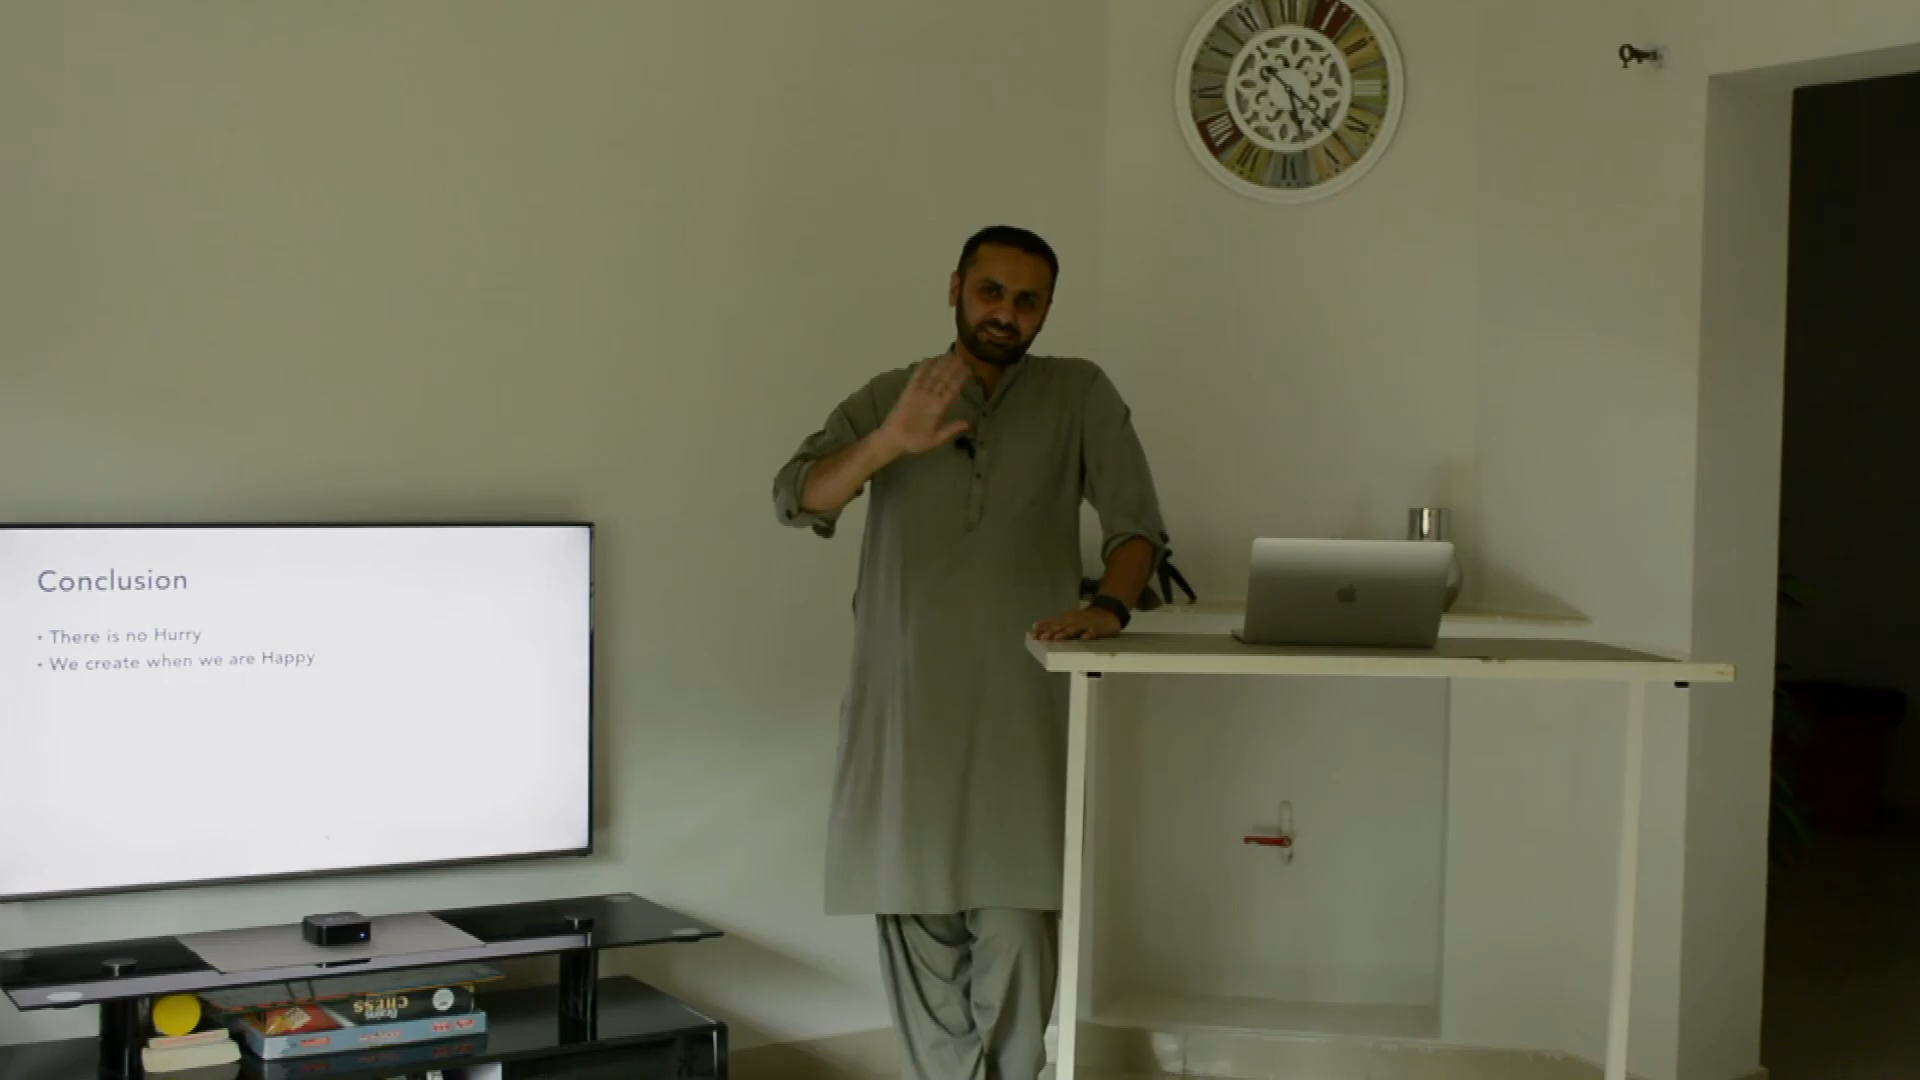 Conclusion
• There is no Hurry
• We create when we are Happy
CHESS